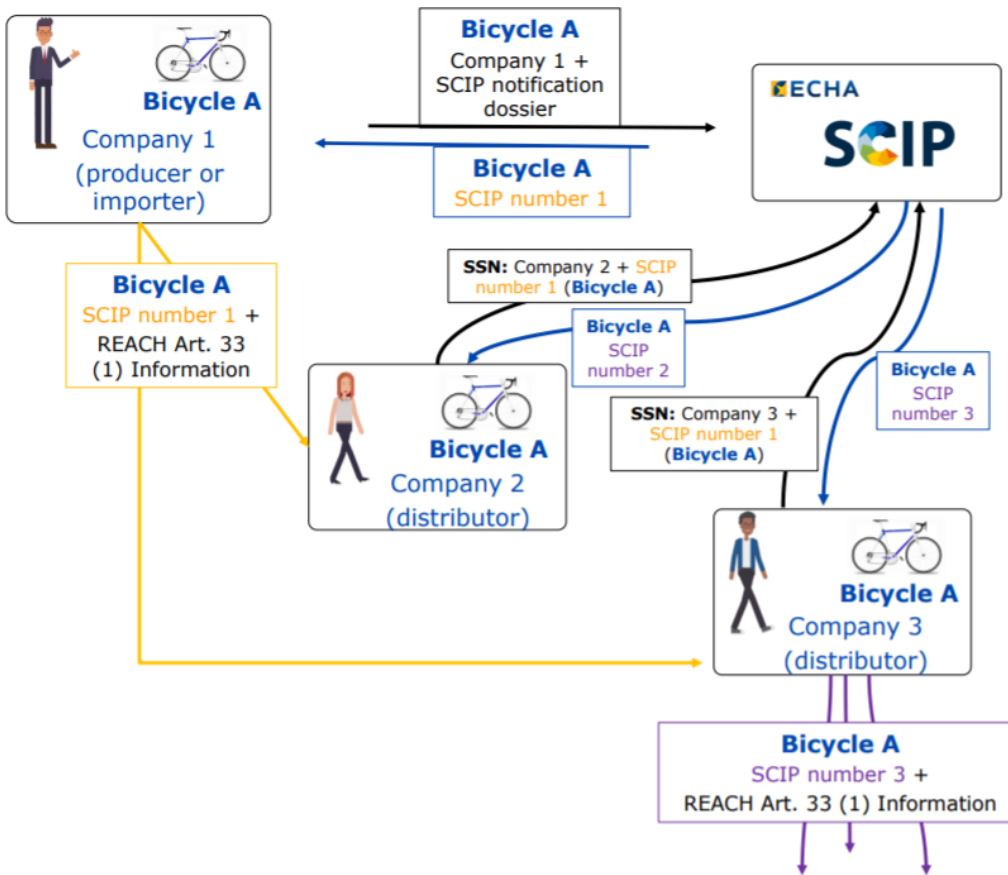 Bicycle A
Company 1
(producer or
importer)
Bicycle A
Company 1 +
SCIP notification
dossier
Bicycle A
SCIP number 1
ECHA
SCIP
Bicycle A
SCIP number 1 +
REACH Art. 33
(1) Information
SSN: Company 2 + SCIP
number 1 (Bicycle A)
Bicycle A
SCIP
number 2
Bicycle A
SCIP
number 3
Bicycle A
Company 2
(distributor)
SSN: Company 3 +
SCIP number 1
(Bicycle A)
Bicycle A
Company 3
(distributor)
Bicycle A
SCIP number 3 +
REACH Art. 33 (1) Information